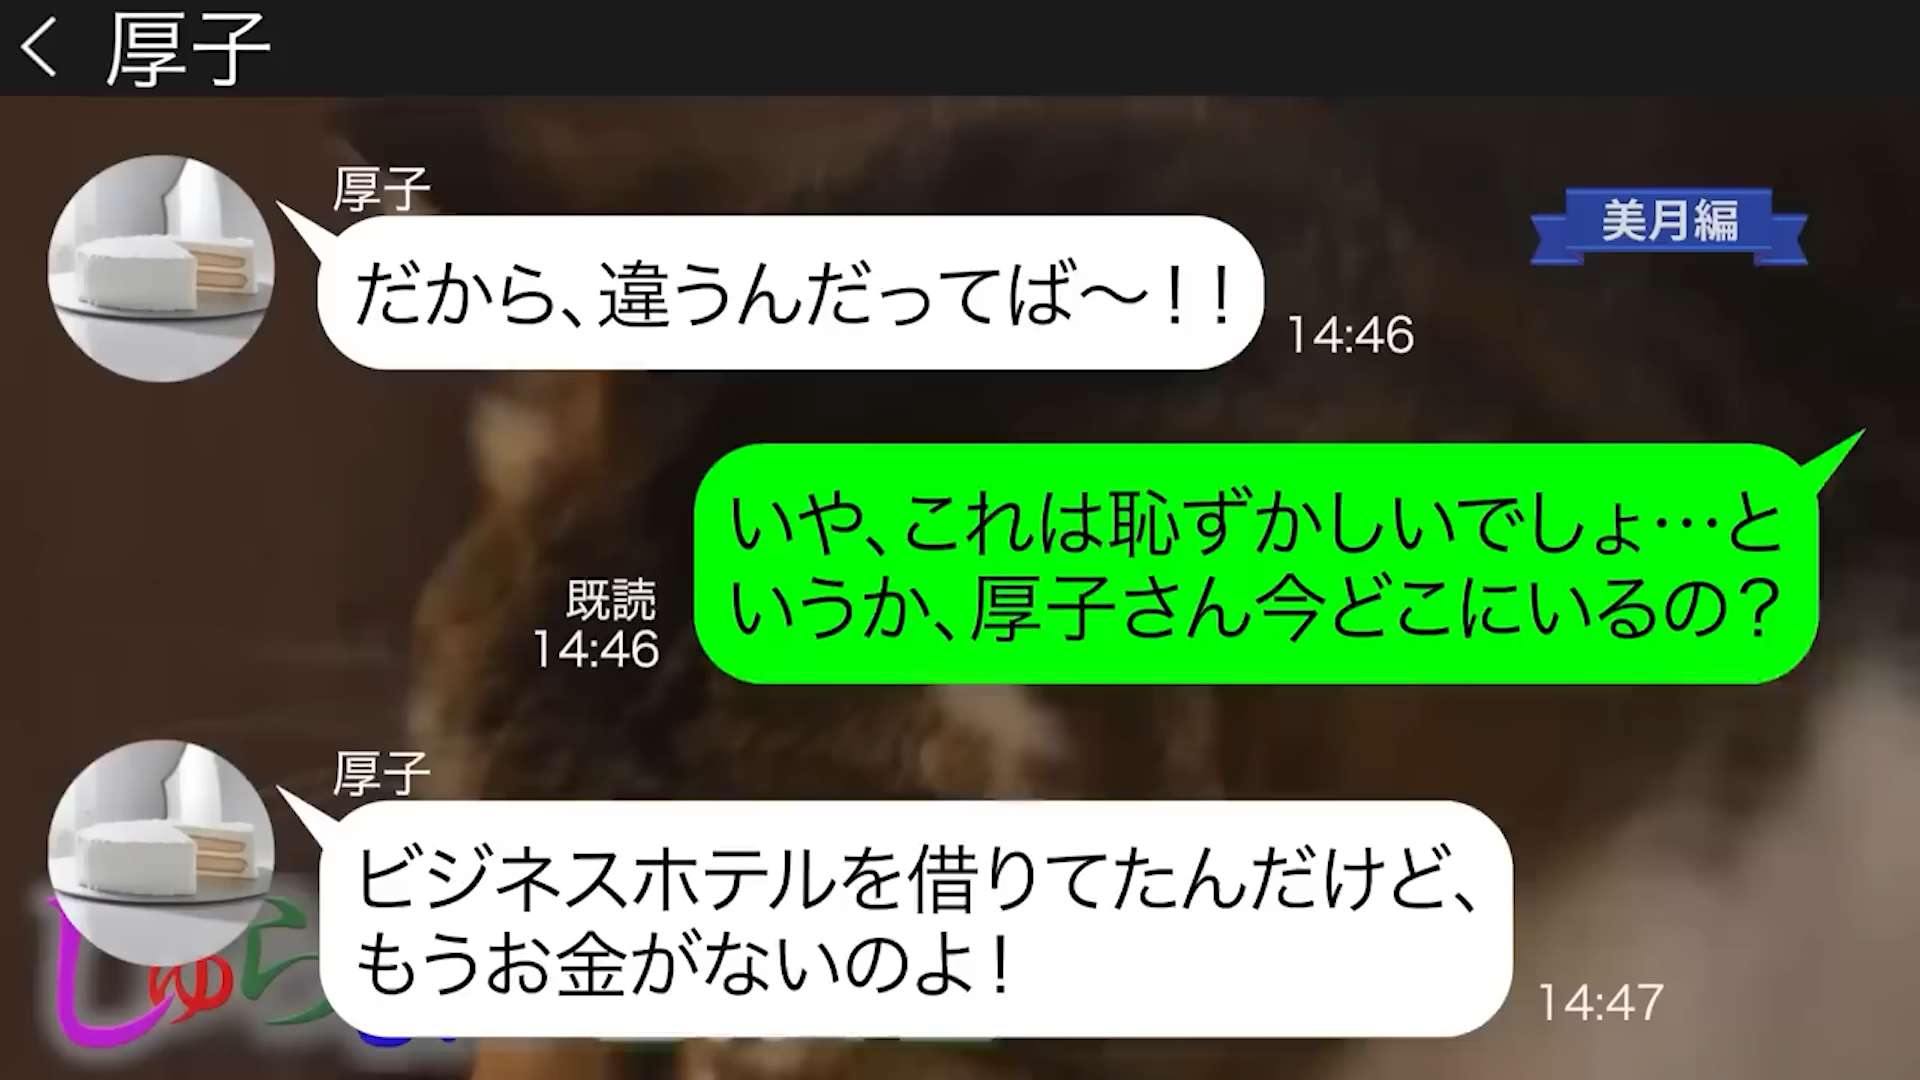 厚子
厚子
美月編
だから、違うんだってば〜！！
14:46
いや、これは恥ずかしいでしょ…と
いうか、厚子さん今どこにいるの？
既読
14:46
厚子
ビジネスホテルを借りてたんだけど、
もうお金がないのよ！
14:47
しゅら